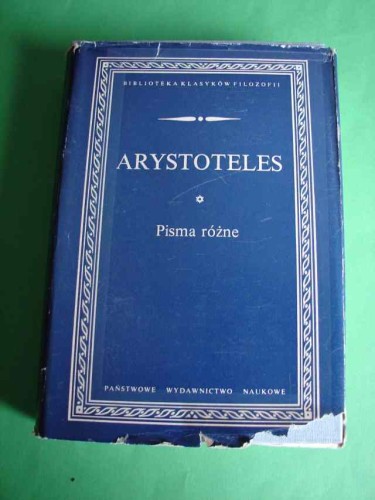 BIBLIOTEKA KLASYKÓW FILOZOFII
ARYSTOTELES
Pisma różne
PAŃSTWOWE WYDAWNICTWO NAUKOWE